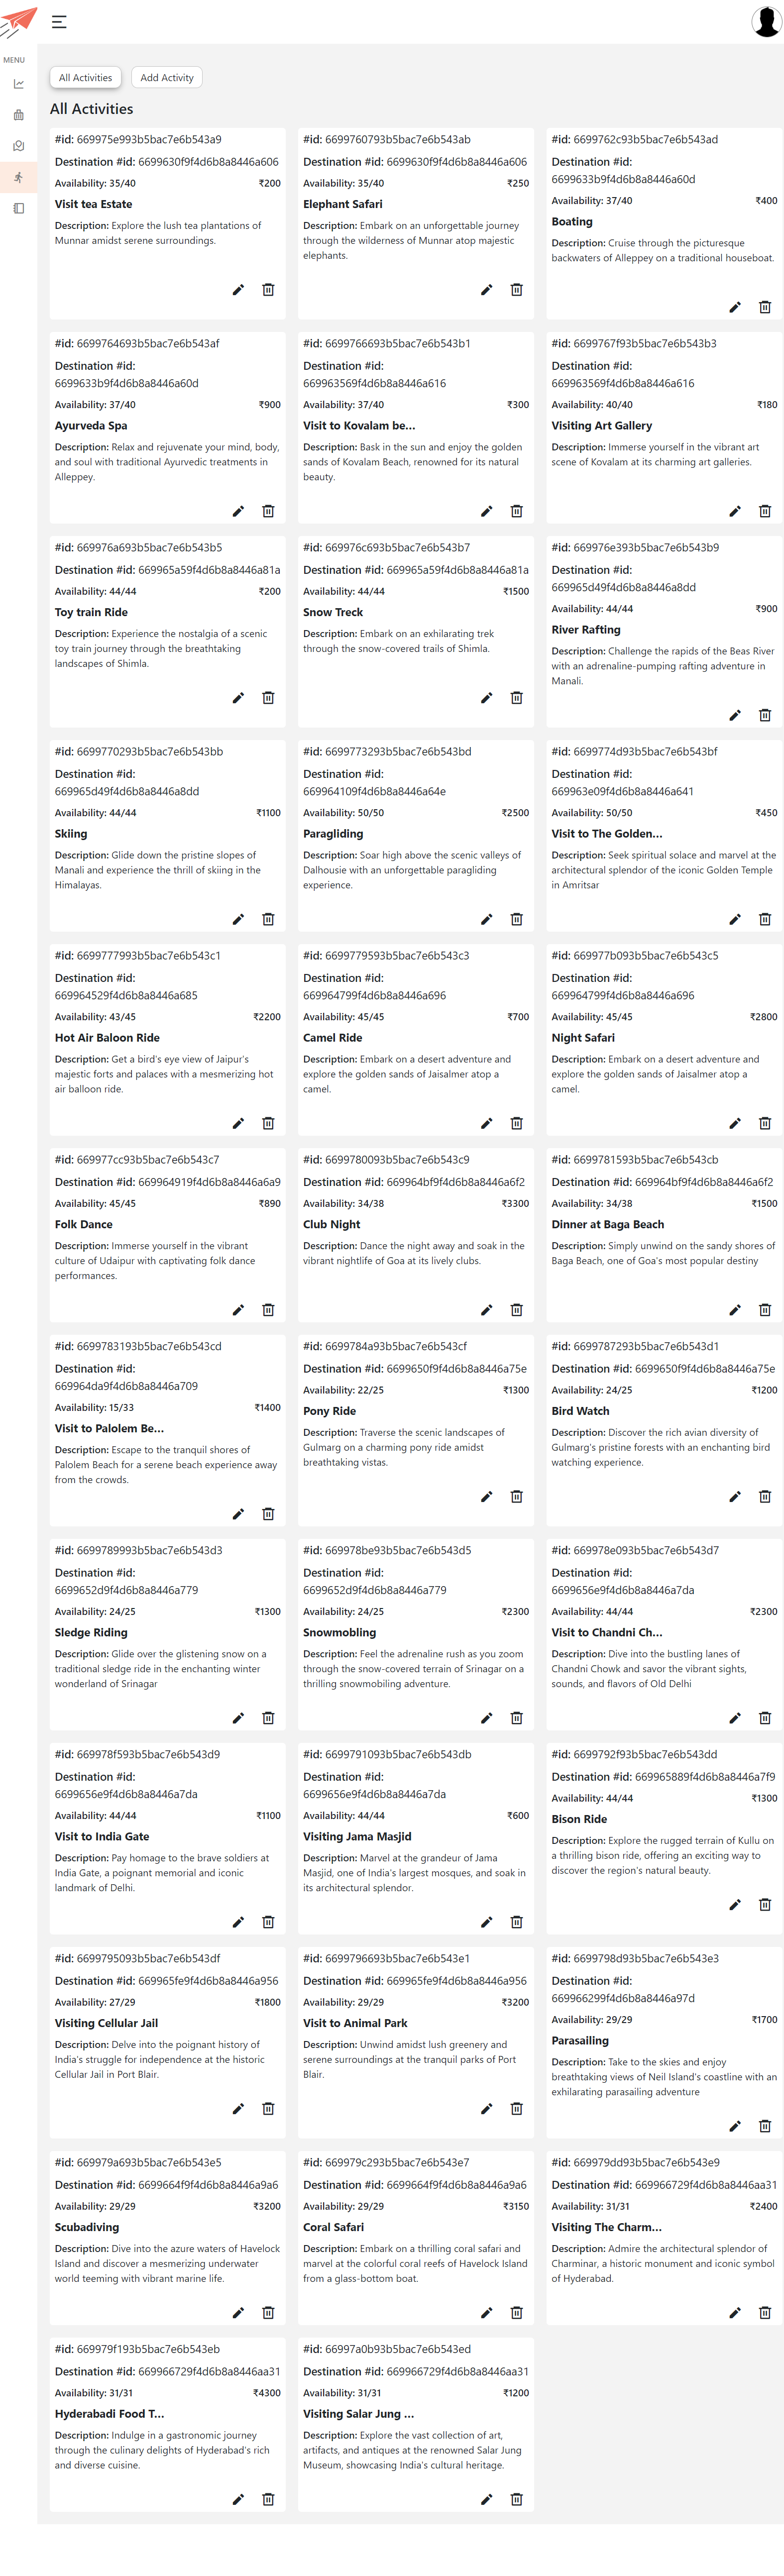 MENU
All Activities
Add Activity
All Activities
#id: 669975e993b5bac7e6b543a9
Destination #id: 6699630f9f4d6b8a8446a606
Availability: 35/40
₹200
Visit tea Estate
Description: Explore the lush tea plantations of
Munnar amidst serene surroundings.
#id: 6699760793b5bac7e6b543ab
Destination #id: 6699630f9f4d6b8a8446a606
Availability: 35/40
₹250
Elephant Safari
Description: Embark on an unforgettable journey
through the wilderness of Munnar atop majestic
elephants.
#id: 6699762c93b5bac7e6b543ad
Destination #id:
6699633b9f4d6b8a8446a60d
Availability: 37/40
₹400
Boating
Description: Cruise through the picturesque
backwaters of Alleppey on a traditional houseboat.
#id: 6699764693b5bac7e6b543af
Destination #id:
6699633b9f4d6b8a8446a60d
Availability: 37/40
₹900
Ayurveda Spa
Description: Relax and rejuvenate your mind, body,
and soul with traditional Ayurvedic treatments in
Alleppey.
#id: 6699766693b5bac7e6b543b1
Destination #id:
669963569f4d6b8a8446a616
Availability: 37/40
₹300
Visit to Kovalam be...
Description: Bask in the sun and enjoy the golden
sands of Kovalam Beach, renowned for its natural
beauty.
#id: 6699767f93b5bac7e6b543b3
Destination #id:
669963569f4d6b8a8446a616
Availability: 40/40
₹180
Visiting Art Gallery
Description: Immerse yourself in the vibrant art
scene of Kovalam at its charming art galleries.
#id: 669976a693b5bac7e6b543b5
Destination #id: 669965a59f4d6b8a8446a81a
Availability: 44/44
₹200
Toy train Ride
Description: Experience the nostalgia of a scenic
toy train journey through the breathtaking
landscapes of Shimla.
#id: 669976c693b5bac7e6b543b7
Destination #id: 669965a59f4d6b8a8446a81a
Availability: 44/44
₹1500
Snow Treck
Description: Embark on an exhilarating trek
through the snow-covered trails of Shimla.
#id: 669976e393b5bac7e6b543b9
Destination #id:
669965d49f4d6b8a8446a8dd
Availability: 44/44
₹900
River Rafting
Description: Challenge the rapids of the Beas River
with an adrenaline-pumping rafting adventure in
Manali.
#id: 6699770293b5bac7e6b543bb
Destination #id:
669965d49f4d6b8a8446a8dd
Availability: 44/44
₹1100
Skiing
Description: Glide down the pristine slopes of
Manali and experience the thrill of skiing in the
Himalayas.
#id: 6699773293b5bac7e6b543bd
Destination #id:
669964109f4d6b8a8446a64e
Availability: 50/50
₹2500
Paragliding
Description: Soar high above the scenic valleys of
Dalhousie with an unforgettable paragliding
experience.
#id: 6699774d93b5bac7e6b543bf
Destination #id:
669963e09f4d6b8a8446a641
Availability: 50/50
₹450
Visit to The Golden...
Description: Seek spiritual solace and marvel at the
architectural splendor of the iconic Golden Temple
in Amritsar
#id: 6699777993b5bac7e6b543c1
Destination #id:
669964529f4d6b8a8446a685
Availability: 43/45
₹2200
Hot Air Baloon Ride
Description: Get a bird's eye view of Jaipur's
majestic forts and palaces with a mesmerizing hot
air balloon ride.
#id: 6699779593b5bac7e6b543c3
Destination #id:
669964799f4d6b8a8446a696
Availability: 45/45
₹700
Camel Ride
Description: Embark on a desert adventure and
explore the golden sands of Jaisalmer atop a
camel.
#id: 669977b093b5bac7e6b543c5
Destination #id:
669964799f4d6b8a8446a696
Availability: 45/45
₹2800
Night Safari
Description: Embark on a desert adventure and
explore the golden sands of Jaisalmer atop a
camel.
#id: 669977cc93b5bac7e6b543c7
Destination #id: 669964919f4d6b8a8446a6a9
Availability: 45/45
₹890
Folk Dance
Description: Immerse yourself in the vibrant
culture of Udaipur with captivating folk dance
performances.
#id: 6699780093b5bac7e6b543c9
Destination #id: 669964bf9f4d6b8a8446a6f2
Availability: 34/38
₹3300
Club Night
Description: Dance the night away and soak in the
vibrant nightlife of Goa at its lively clubs.
#id: 6699781593b5bac7e6b543cb
Destination #id: 669964bf9f4d6b8a8446a6f2
Availability: 34/38
₹1500
Dinner at Baga Beach
Description: Simply unwind on the sandy shores of
Baga Beach, one of Goa's most popular destiny
#id: 6699783193b5bac7e6b543cd
Destination #id:
669964da9f4d6b8a8446a709
Availability: 15/33
₹1400
Visit to Palolem Be...
Description: Escape to the tranquil shores of
Palolem Beach for a serene beach experience away
from the crowds.
#id: 6699784a93b5bac7e6b543cf
Destination #id: 6699650f9f4d6b8a8446a75e
Availability: 22/25
₹1300
Pony Ride
Description: Traverse the scenic landscapes of
Gulmarg on a charming pony ride amidst
breathtaking vistas.
#id: 6699787293b5bac7e6b543d1
Destination #id: 6699650f9f4d6b8a8446a75e
Availability: 24/25
₹1200
Bird Watch
Description: Discover the rich avian diversity of
Gulmarg's pristine forests with an enchanting bird
watching experience.
#id: 6699789993b5bac7e6b543d3
Destination #id:
6699652d9f4d6b8a8446a779
Availability: 24/25
₹1300
Sledge Riding
Description: Glide over the glistening snow on a
traditional sledge ride in the enchanting winter
wonderland of Srinagar
#id: 669978be93b5bac7e6b543d5
Destination #id:
6699652d9f4d6b8a8446a779
Availability: 24/25
₹2300
Snowmobling
Description: Feel the adrenaline rush as you zoom
through the snow-covered terrain of Srinagar on a
thrilling snowmobiling adventure.
#id: 669978e093b5bac7e6b543d7
Destination #id:
6699656e9f4d6b8a8446a7da
Availability: 44/44
₹2300
Visit to Chandni Ch...
Description: Dive into the bustling lanes of
Chandni Chowk and savor the vibrant sights,
sounds, and flavors of Old Delhi
#id: 669978f593b5bac7e6b543d9
Destination #id:
6699656e9f4d6b8a8446a7da
Availability: 44/44
₹1100
Visit to India Gate
Description: Pay homage to the brave soldiers at
India Gate, a poignant memorial and iconic
landmark of Delhi.
#id: 6699791093b5bac7e6b543db
Destination #id:
6699656e9f4d6b8a8446a7da
Availability: 44/44
₹600
Visiting Jama Masjid
Description: Marvel at the grandeur of Jama
Masjid, one of India's largest mosques, and soak in
its architectural splendor.
#id: 6699792f93b5bac7e6b543dd
Destination #id: 669965889f4d6b8a8446a7f9
Availability: 44/44
₹1300
Bison Ride
Description: Explore the rugged terrain of Kullu on
a thrilling bison ride, offering an exciting way to
discover the region's natural beauty.
#id: 6699795093b5bac7e6b543df
Destination #id: 669965fe9f4d6b8a8446a956
Availability: 27/29
₹1800
Visiting Cellular Jail
Description: Delve into the poignant history of
India's struggle for independence at the historic
Cellular Jail in Port Blair.
#id: 6699796693b5bac7e6b543e1
Destination #id: 669965fe9f4d6b8a8446a956
Availability: 29/29
₹3200
Visit to Animal Park
Description: Unwind amidst lush greenery and
serene surroundings at the tranquil parks of Port
Blair.
#id: 6699798d93b5bac7e6b543e3
Destination #id:
669966299f4d6b8a8446a97d
Availability: 29/29
₹1700
Parasailing
Description: Take to the skies and enjoy
breathtaking views of Neil Island's coastline with an
exhilarating parasailing adventure
#id: 669979a693b5bac7e6b543e5
Destination #id: 6699664f9f4d6b8a8446a9a6
Availability: 29/29
₹3200
Scubadiving
Description: Dive into the azure waters of Havelock
Island and discover a mesmerizing underwater
world teeming with vibrant marine life.
#id: 669979c293b5bac7e6b543e7
Destination #id: 6699664f9f4d6b8a8446a9a6
Availability: 29/29
₹3150
Coral Safari
Description: Embark on a thrilling coral safari and
marvel at the colorful coral reefs of Havelock Island
from a glass-bottom boat.
#id: 669979dd93b5bac7e6b543e9
Destination #id: 669966729f4d6b8a8446aa31
Availability: 31/31
₹2400
Visiting The Charm...
Description: Admire the architectural splendor of
Charminar, a historic monument and iconic symbol
of Hyderabad.
#id: 669979f193b5bac7e6b543eb
Destination #id: 669966729f4d6b8a8446aa31
Availability: 31/31
₹4300
Hyderabadi Food T...
Description: Indulge in a gastronomic journey
through the culinary delights of Hyderabad's rich
and diverse cuisine.
#id: 66997a0b93b5bac7e6b543ed
Destination #id: 669966729f4d6b8a8446aa31
Availability: 31/31
₹1200
Visiting Salar Jung ...
Description: Explore the vast collection of art,
artifacts, and antiques at the renowned Salar Jung
Museum, showcasing India's cultural heritage.